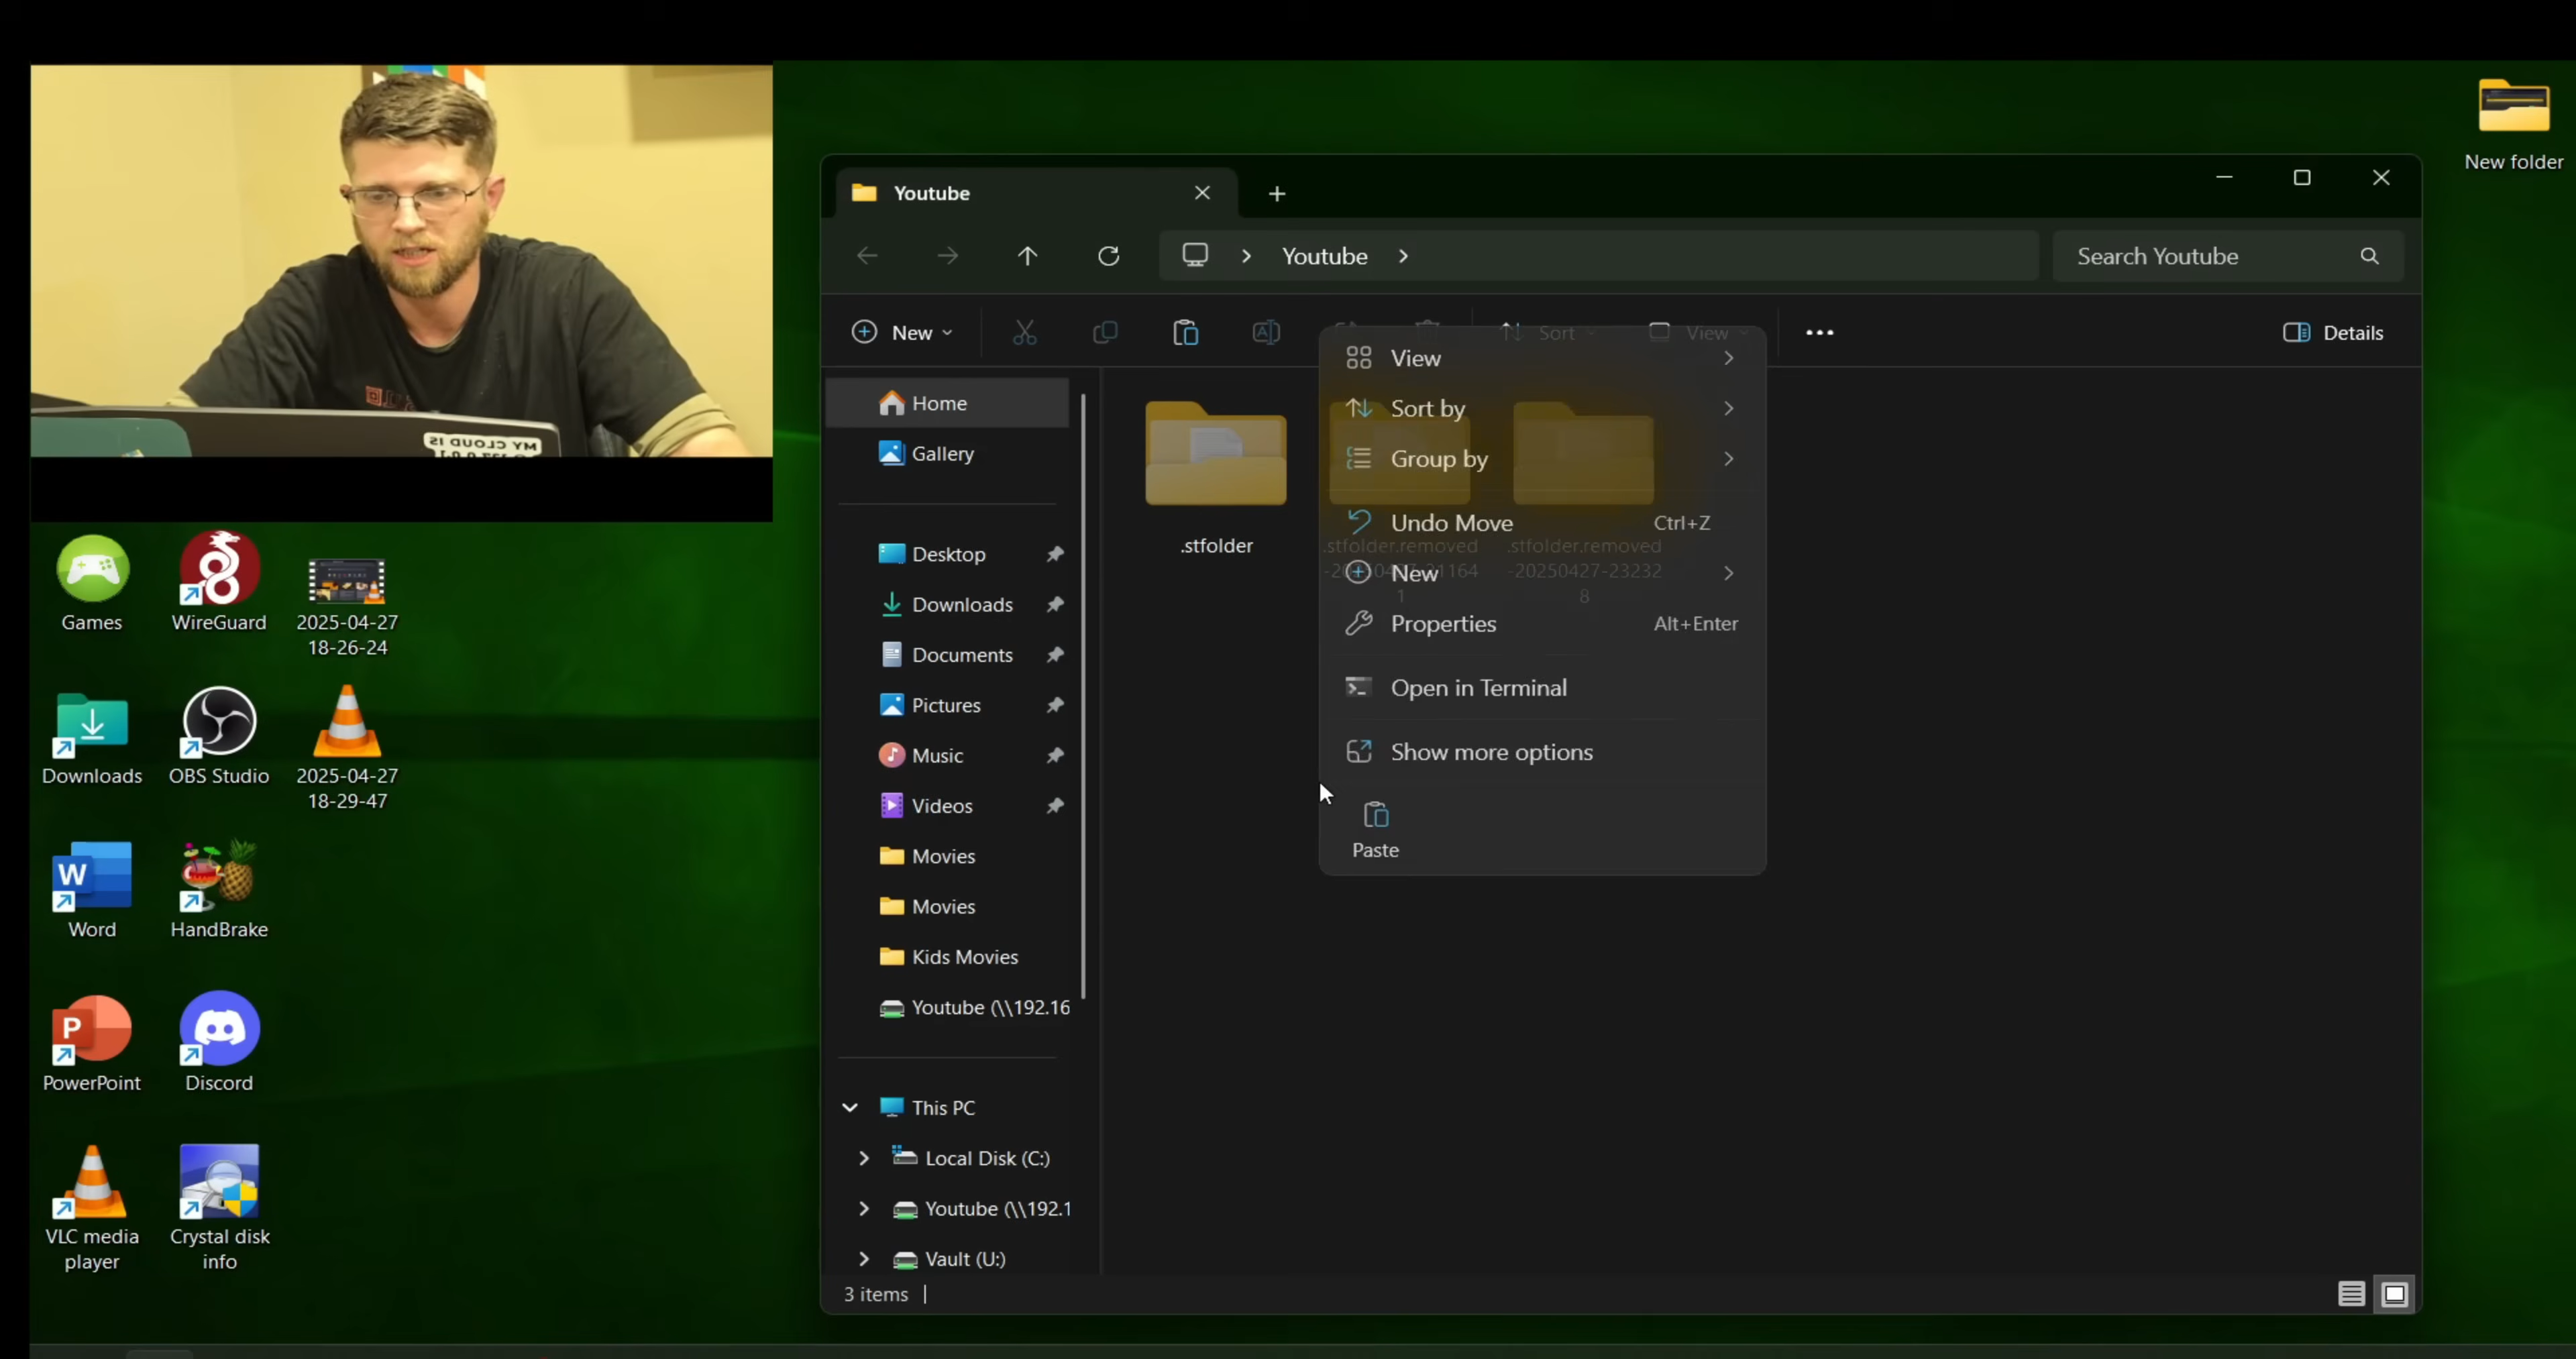 MY CLOUD IS
New folder
Youtube
Youtube
Search Youtube
New
Sort
View
Details
Home
Gallery
Desktop
Downloads
Documents
Pictures
Music
Videos
Movies
Movies
Kids Movies
Youtube (\\192.16
This PC
Local Disk (C:)
Youtube (\\192.1
Vault (U:)
.stfolder
.stfolder.removed
1
.stfolder.removed
-20250427-23232
8
View
Sort by
Group by
Undo Move Ctrl+Z
New
Properties Alt+Enter
Open in Terminal
Show more options
Paste
3 items
Games
WireGuard
2025-04-27
18-26-24
Downloads
OBS Studio
2025-04-27
18-29-47
W
Word
HandBrake
P
PowerPoint
Discord
VLC media
player
Crystal disk
info